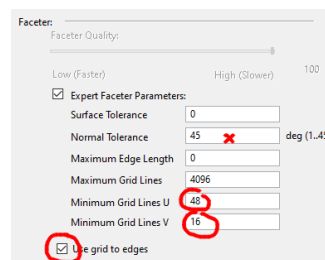 Faceter:
Faceter Quality:
Low (Faster) High (Slower) 100
Expert Faceter Parameters:
Surface Tolerance 0
Normal Tolerance 45 deg (1..45
Maximum Edge Length 0
Maximum Grid Lines 4096
Minimum Grid Lines U 48
Minimum Grid Lines V 16
Use grid to edges